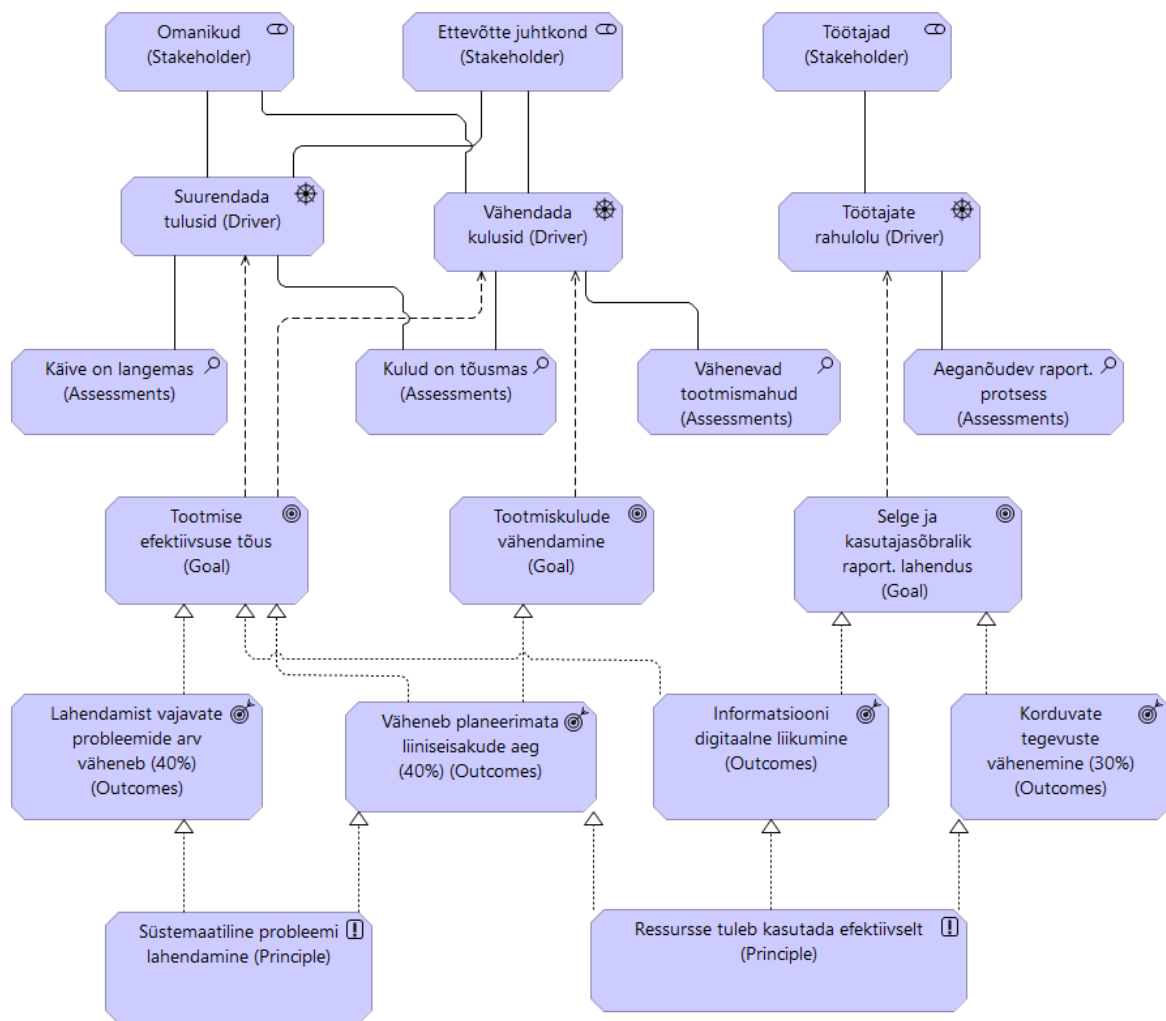 Omanikud
(Stakeholder)
Ettevõtte juhtkond
(Stakeholder)
Töötajad
(Stakeholder)
Suurendada
tulusid (Driver)
Vähendada
kulusid (Driver)
Töötajate
rahulolu (Driver)
Käive on langemas
(Assessments)
Kulud on tõusmas
(Assessments)
Vähenevad
tootmismahud
(Assessments)
Aeganõudev raport.
protsess
(Assessments)
Tootmise
efektiivsuse tõus
(Goal)
Tootmiskulude
vähendamine
(Goal)
Selge ja
kasutajasõbralik
raport. lahendus
(Goal)
Lahendamist vajavate
probleemide arv
väheneb (40%)
(Outcomes)
Väheneb planeerimata
liiniseisakude aeg
(40%) (Outcomes)
Informatsiooni
digitaalne liikumine
(Outcomes)
Korduvate
tegevuste
vähenemine (30%)
(Outcomes)
Süstemaatiline probleemi
lahendamine (Principle)
Ressursse tuleb kasutada efektiivselt
(Principle)